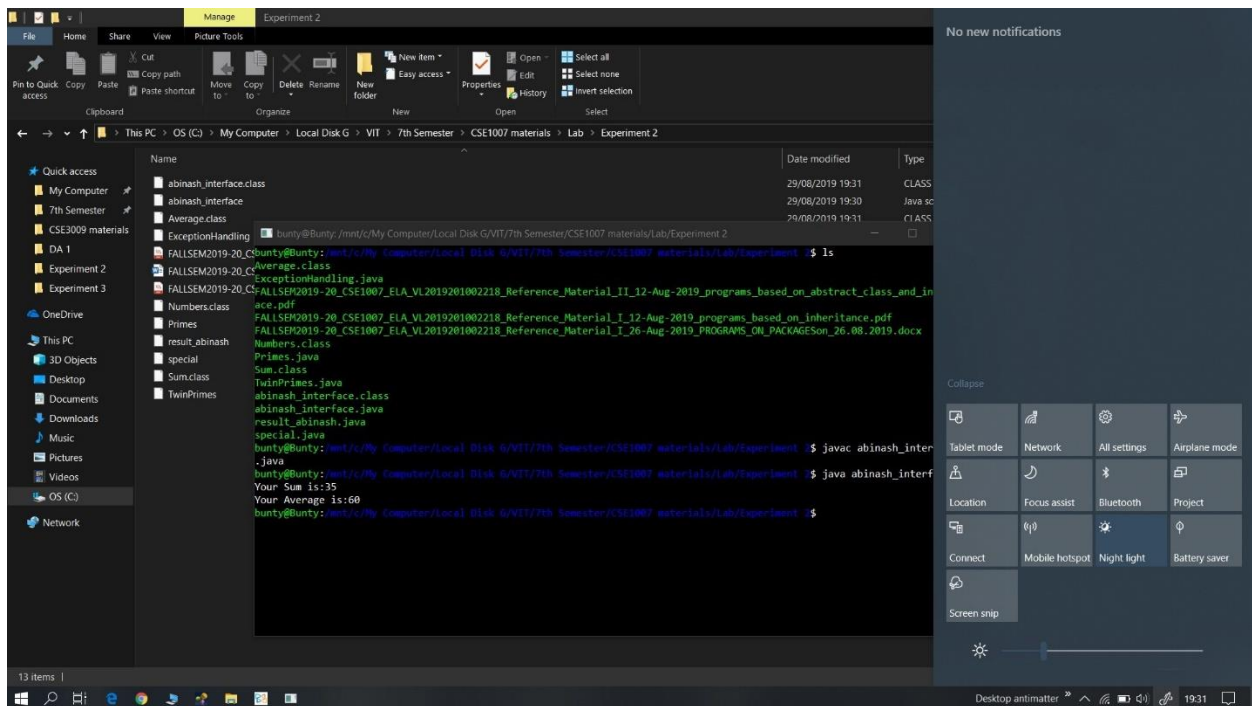 Manage
Experiment 2
File Home Share View Picture Tools
Pin to Quick access
Copy
Paste
Cut
Copy path
Paste shortcut
Clipboard
Move to
Copy to
Delete
Rename
Organize
New folder
New item
Easy access
New
Properties
Open
Edit
History
Open
Select all
Select none
Invert selection
Select
This PC > OS (C:) > My Computer > Local Disk G > VIT > 7th Semester > CSE1007 materials > Lab > Experiment 2
Quick access
My Computer
7th Semester
CSE3009 materials
DA 1
Experiment 2
Experiment 3
OneDrive
This PC
3D Objects
Desktop
Documents
Downloads
Music
Pictures
Videos
OS (C:)
Network
Name Date modified Type
abinash_interface.class 29/08/2019 19:31 CLASS
abinash_interface 29/08/2019 19:30 Java sc
Average.class 29/08/2019 19:31 CLASS
ExceptionHandling
FALLSEM2019-20_CS
FALLSEM2019-20_CS
FALLSEM2019-20_CS
Numbers.class
Primes
result_abinash
special
Sum.class
TwinPrimes
bunty@Bunty: /mnt/c/My Computer/Local Disk G/VIT/7th Semester/CSE1007 materials/Lab/Experiment 2
bunty@Bunty:/mnt/c/My Computer/Local Disk G/VIT/7th Semester/CSE1007 materials/Lab/Experiment 2$ ls
Average.class
ExceptionHandling.java
FALLSEM2019-20_CSE1007_ELA_VL2019201002218_Reference_Material_II_12-Aug-2019_programs_based_on_abstract_class_and_in
ace.pdf
FALLSEM2019-20_CSE1007_ELA_VL2019201002218_Reference_Material_I_12-Aug-2019_programs_based_on_inheritance.pdf
FALLSEM2019-20_CSE1007_ELA_VL2019201002218_Reference_Material_I_26-Aug-2019_PROGRAMS_ON_PACKAGESon_26.08.2019.docx
Numbers.class
Primes.java
Sum.class
TwinPrimes.java
abinash_interface.class
abinash_interface.java
result_abinash.java
special.java
bunty@Bunty:/mnt/c/My Computer/Local Disk G/VIT/7th Semester/CSE1007 materials/Lab/Experiment 2$ javac abinash_inter
.java
bunty@Bunty:/mnt/c/My Computer/Local Disk G/VIT/7th Semester/CSE1007 materials/Lab/Experiment 2$ java abinash_interf
Your Sum is:35
Your Average is:60
bunty@Bunty:/mnt/c/My Computer/Local Disk G/VIT/7th Semester/CSE1007 materials/Lab/Experiment 2$
No new notifications
Collapse
Tablet mode Network All settings Airplane mode
Location Focus assist Bluetooth Project
Connect Mobile hotspot Night light Battery saver
Screen snip
13 items
Desktop antimatter » 19:31